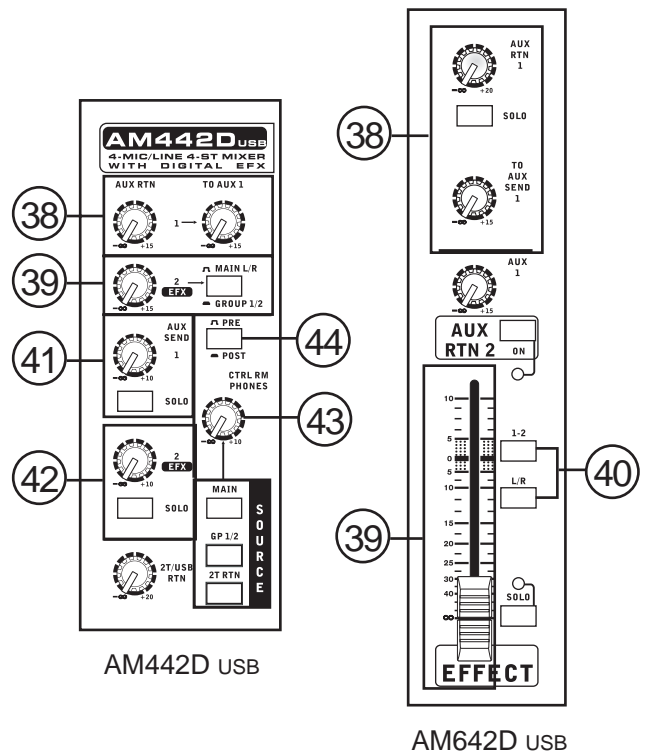 AM442D USB
4-MIC/LINE 4-ST MIXER
WITH DIGITAL EFX
AUX RTN
TO AUX 1
1
-∞ +15
-∞ +15
38
2
EFX
MAIN L/R
GROUP 1/2
-∞ +15
39
AUX
SEND
1
-∞ +10
SOLO
41
PRE
POST
44
CTRL RM
PHONES
-∞ +10
43
2
EFX
-∞ +10
SOLO
42
MAIN
GP 1/2
2T RTN
SOURCE
2T/USB
RTN
-∞ +20
AM442D USB
AUX
RTN
1
-∞ +20
SOLO
38
TO
AUX
SEND
1
-∞ +15
AUX
1
-∞ +15
AUX
RTN 2
ON
10
5
0
5
10
15
20
25
30
40
∞
1-2
L/R
40
39
SOLO
EFFECT
AM642D USB